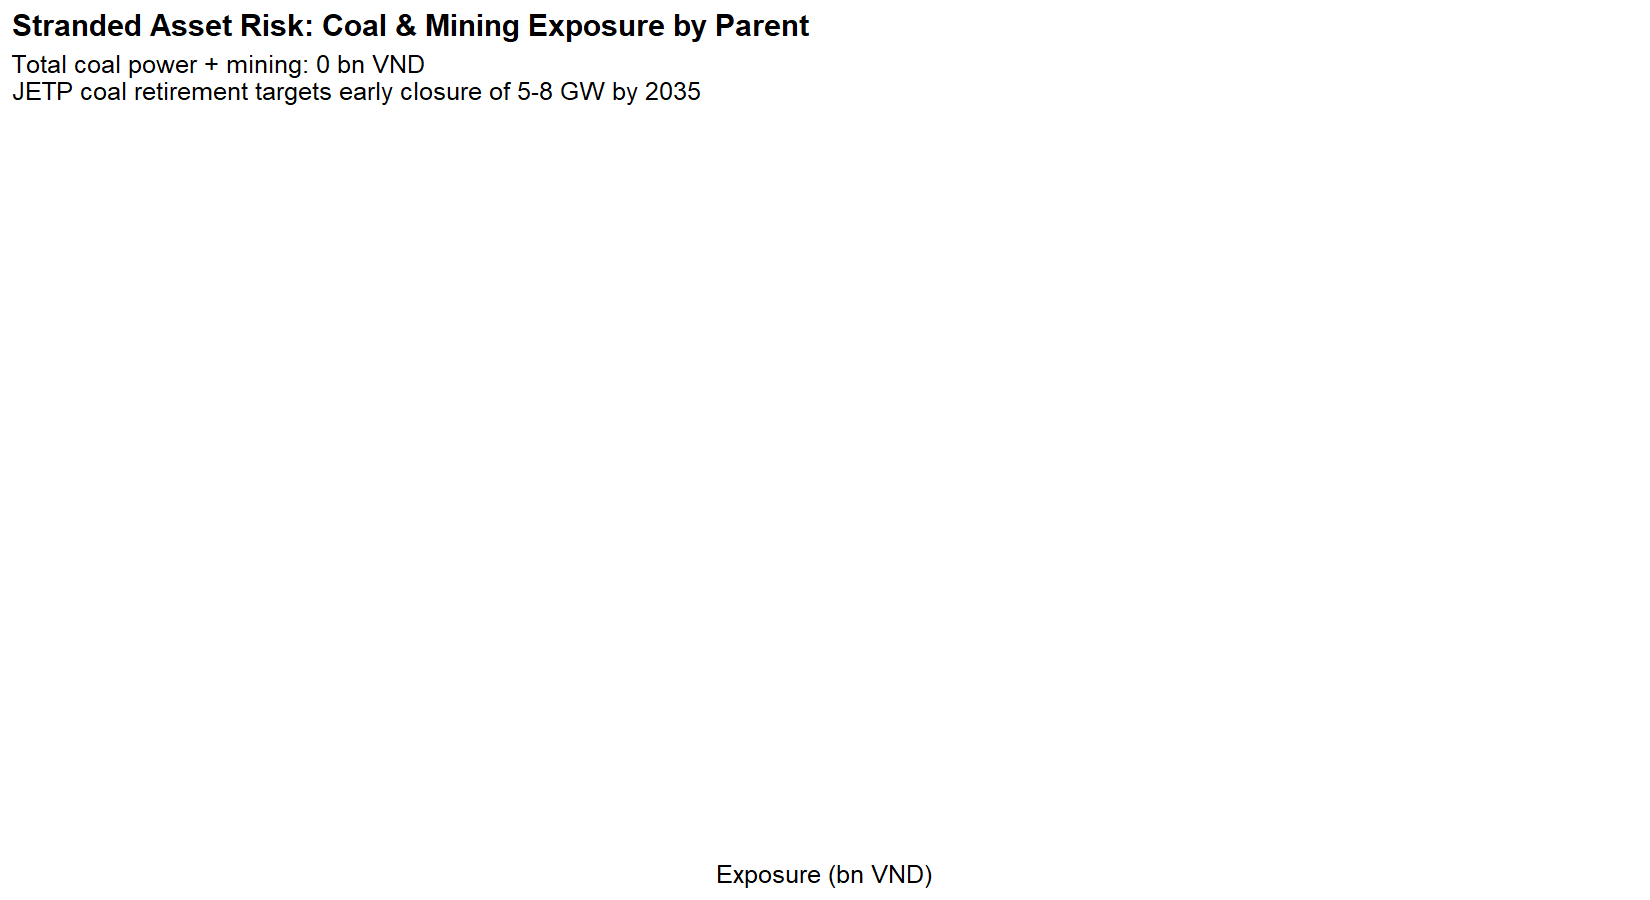 Stranded Asset Risk: Coal & Mining Exposure by Parent
Total coal power + mining: 0 bn VND
JETP coal retirement targets early closure of 5-8 GW by 2035
Exposure (bn VND)